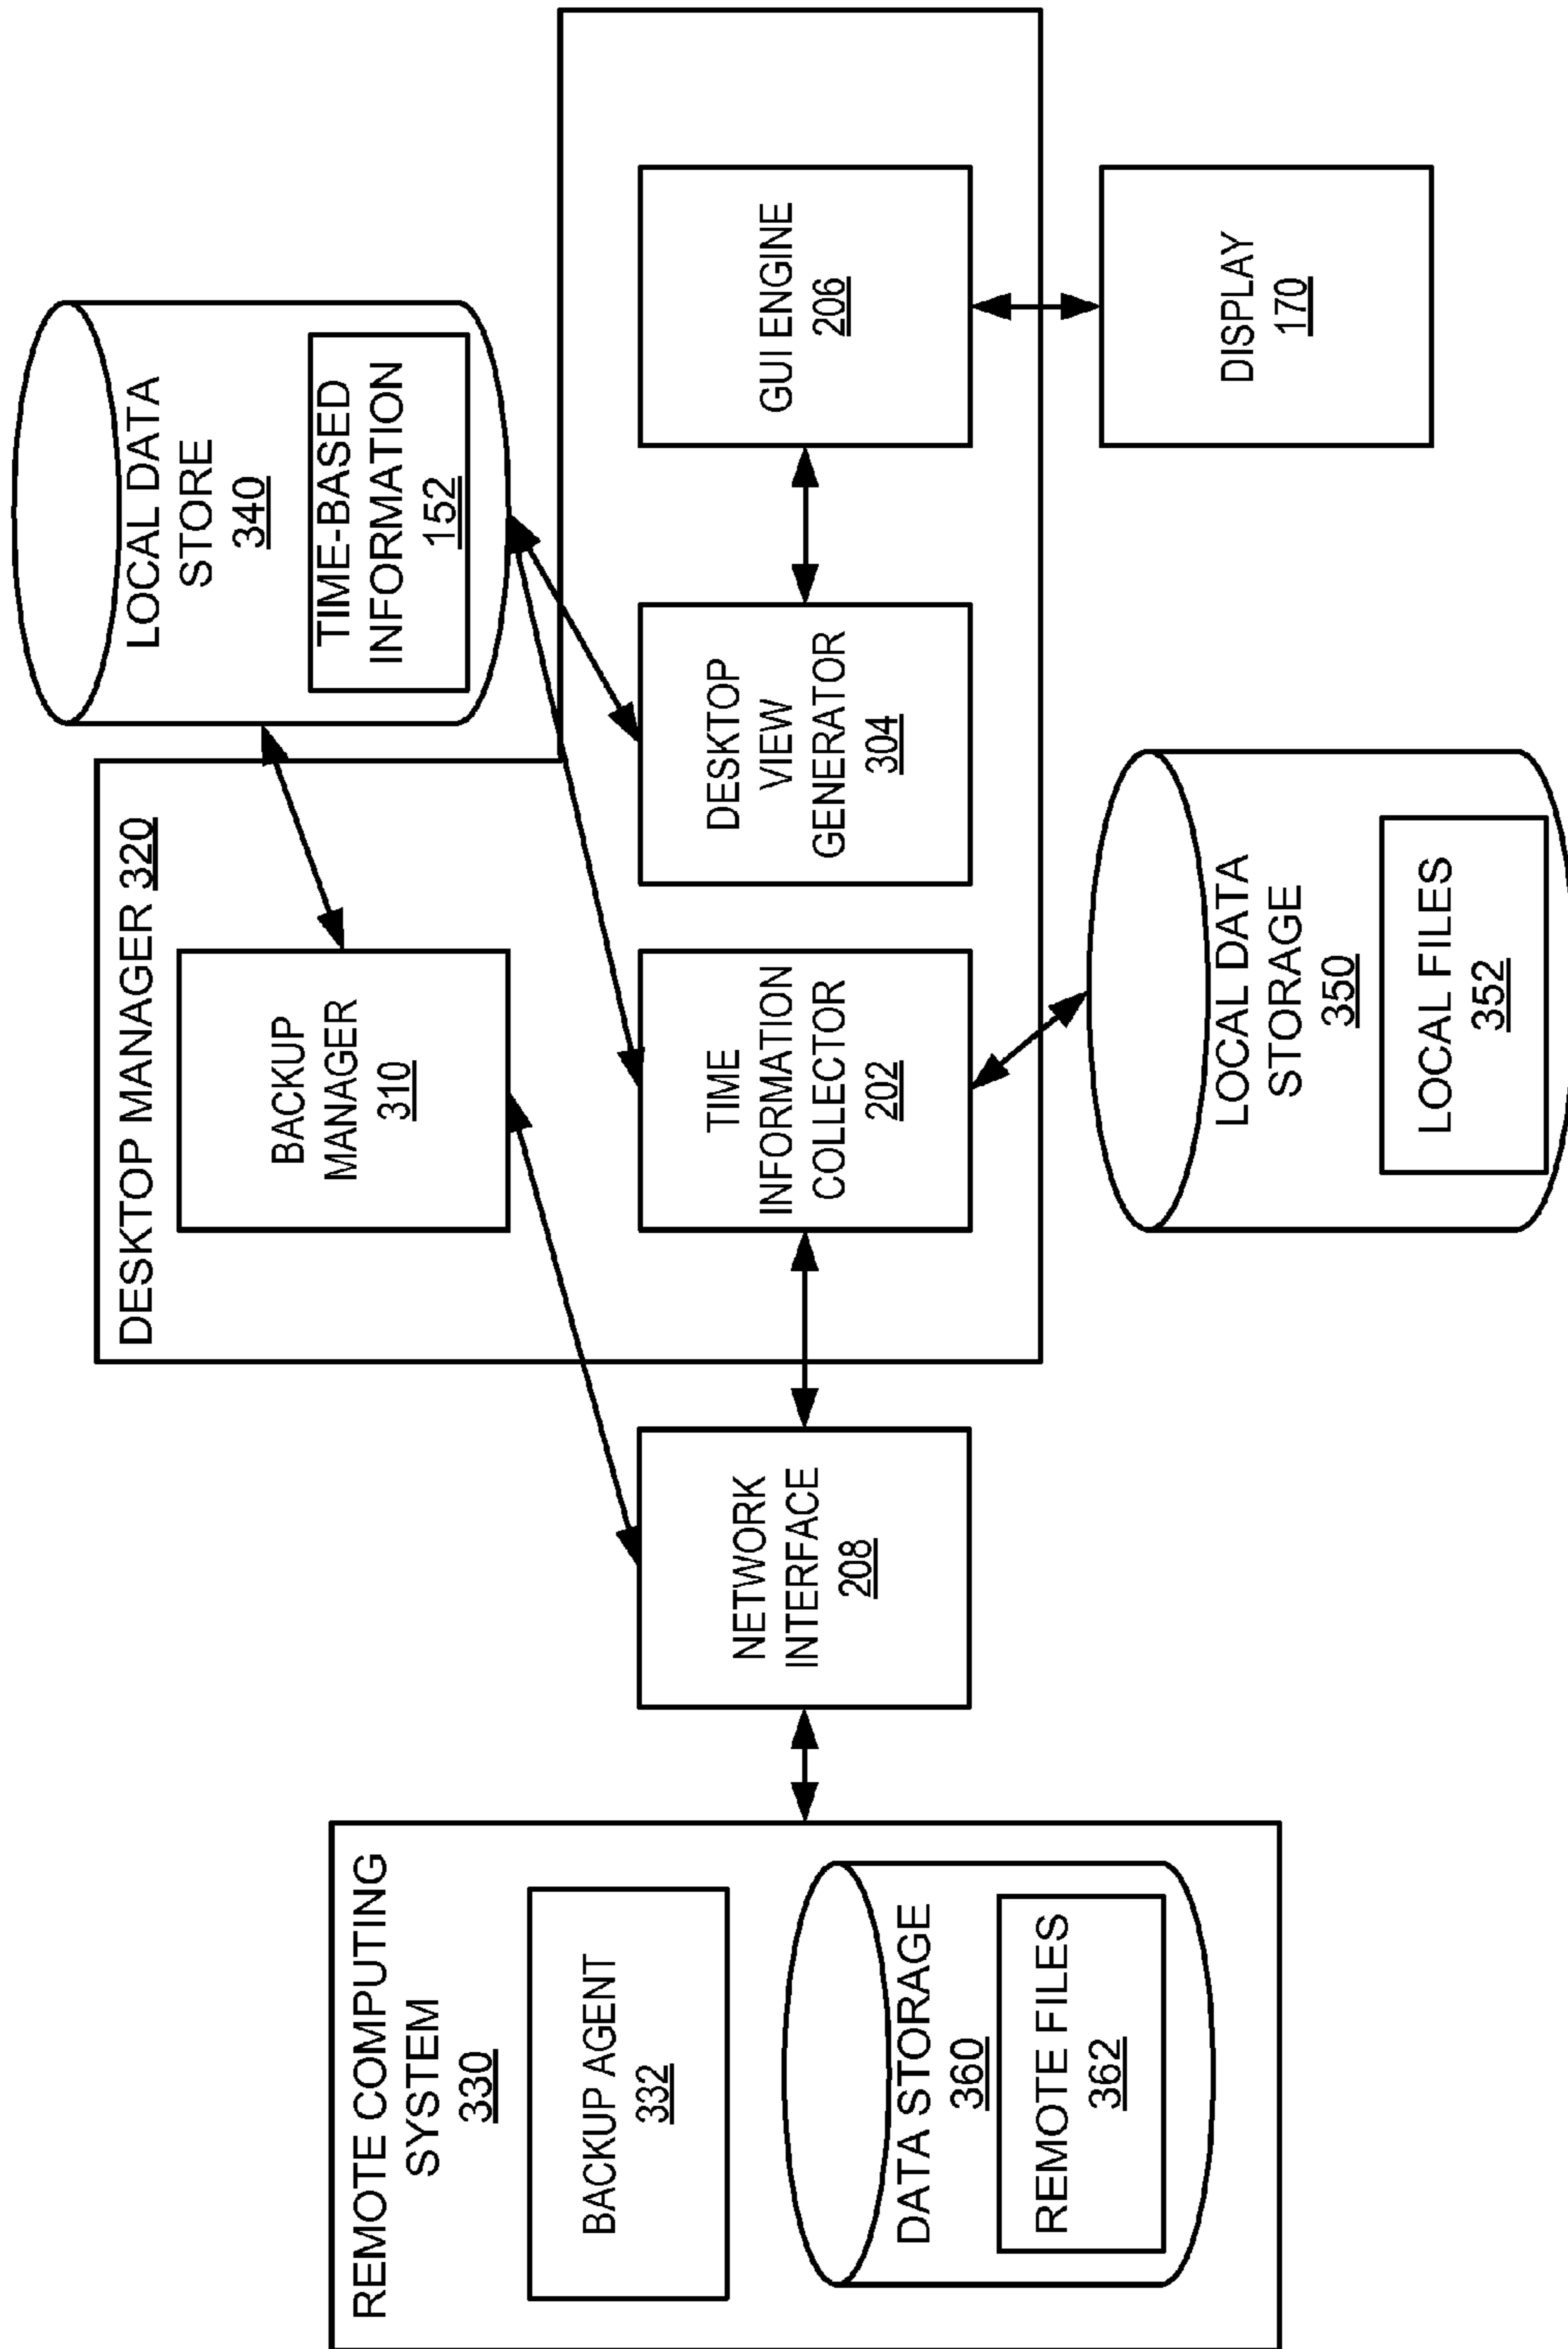 REMOTE COMPUTING
SYSTEM
330
BACKUP AGENT
332
DATA STORAGE
360
REMOTE FILES
362
NETWORK
INTERFACE
208
DESKTOP MANAGER 320
BACKUP
MANAGER
310
TIME
INFORMATION
COLLECTOR
202
DESKTOP
VIEW
GENERATOR
304
GUI ENGINE
206
LOCAL DATA
STORE
340
TIME-BASED
INFORMATION
152
LOCAL DATA
STORAGE
350
LOCAL FILES
352
DISPLAY
170